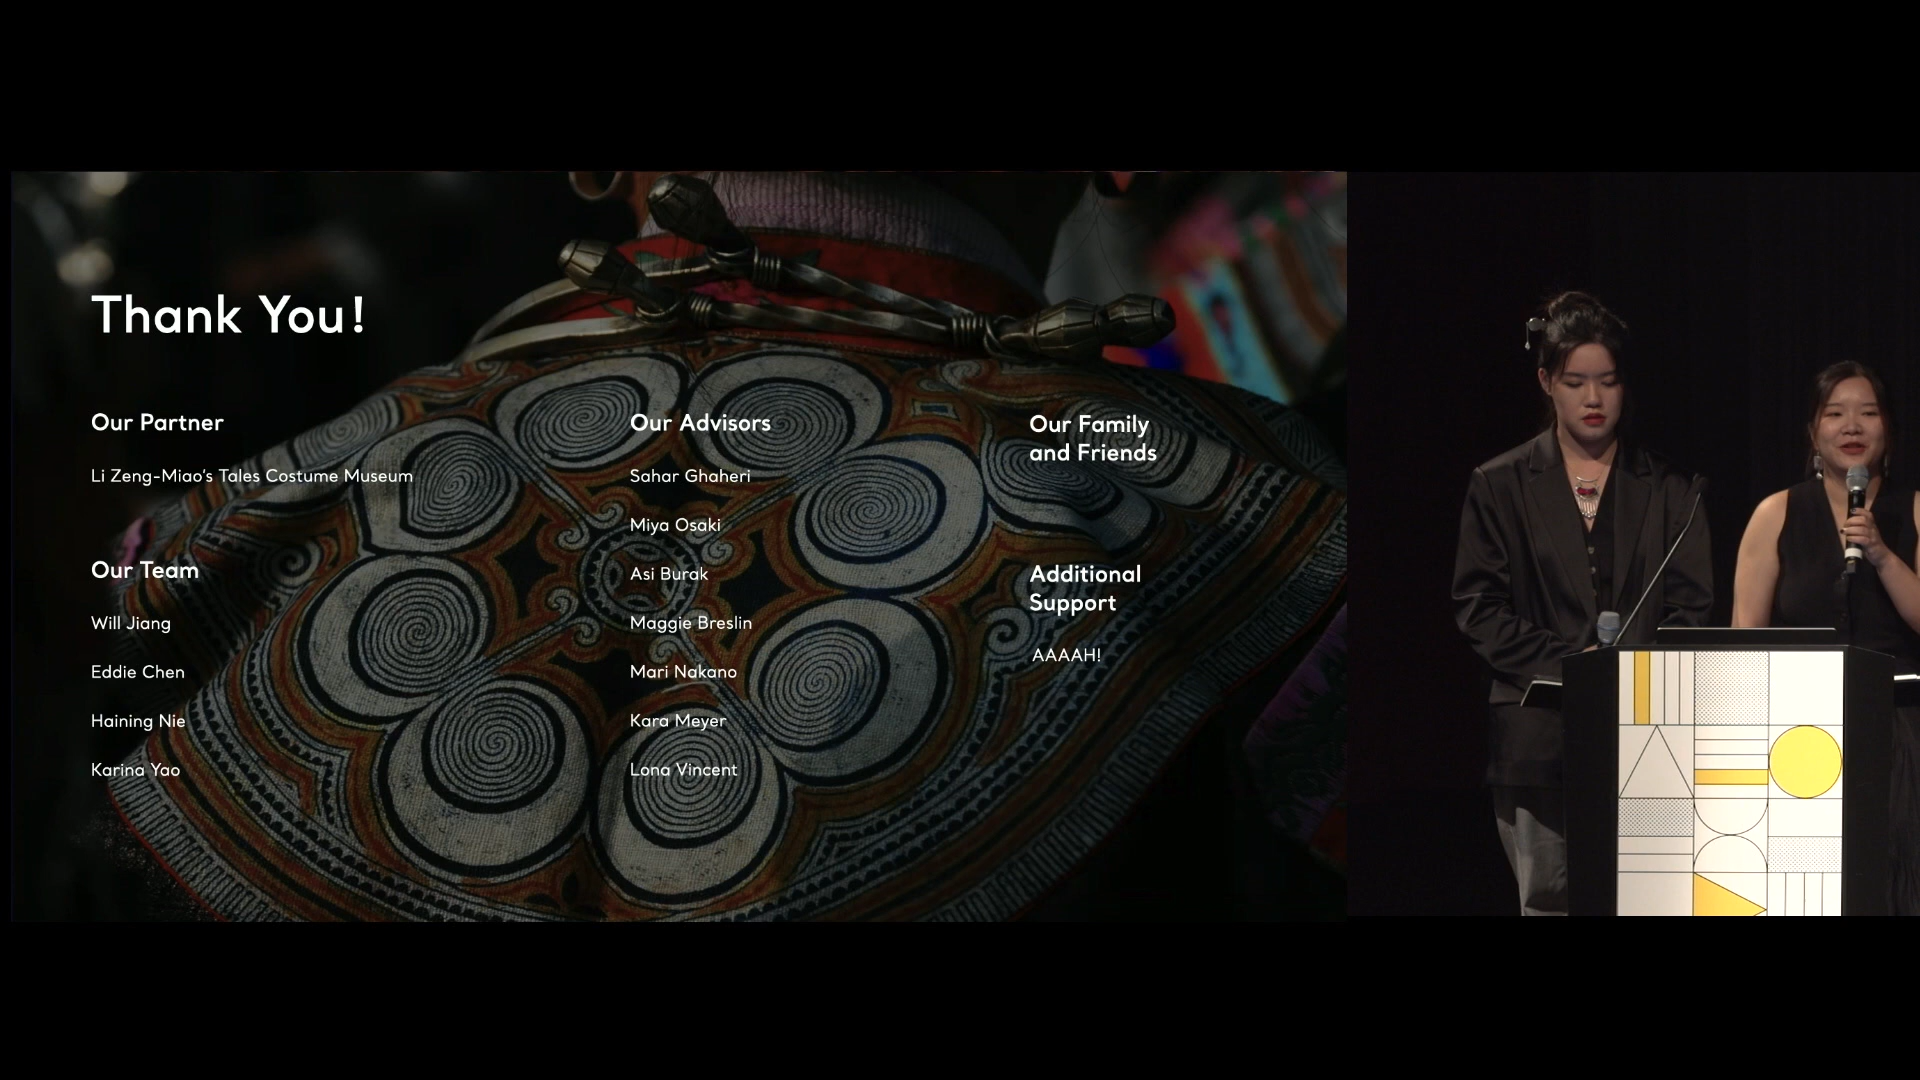 Thank You!
Our Partner
Li Zeng-Miao's Tales Costume Museum
Our Team
Will Jiang
Eddie Chen
Haining Nie
Karina Yao
Our Advisors
Sahar Ghaheri
Miya Osaki
Asi Burak
Maggie Breslin
Mari Nakano
Kara Meyer
Lona Vincent
Our Family
and Friends
Additional
Support
AAAAH!